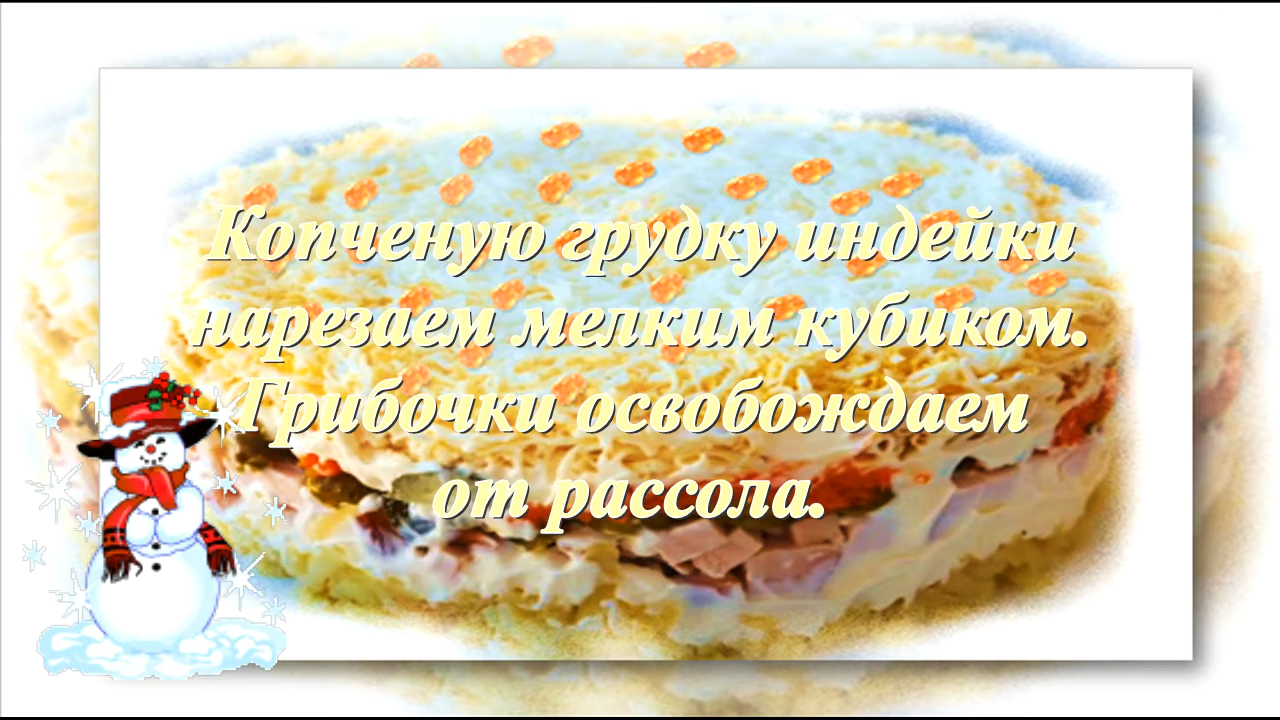 Копченую грудку индейки
нарезаем мелким кубиком.
Грибочки освобождаем
от рассола.